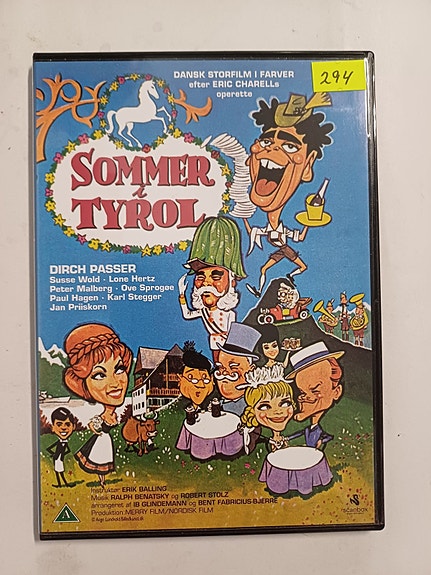 294
DANSK STORFILM I FARVER
efter ERIC CHARELLs
operette
SOMMER
i
TYROL
DIRCH PASSER
Susse Wold · Lone Hertz
Peter Malberg · Ove Sprogøe
Paul Hagen · Karl Stegger
Jan Priiskorn
Instruktør: ERIK BALLING
Musik RALPH BENATSKY og ROBERT STOLZ
arrangeret af IB GLINDEMANN og BENT FABRICIUS-BJERRE
Produktion: MERRY FILM/NORDISK FILM
A
scanbox